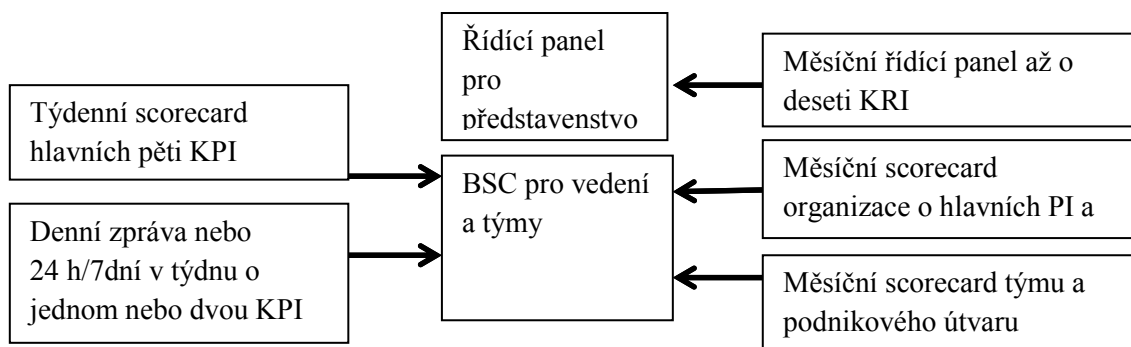 Řídící panel
pro
představenstvo
Týdenní scorecard
hlavních pěti KPI
Denní zpráva nebo
24 h/7dní v týdnu o
jednom nebo dvou KPI
BSC pro vedení
a týmy
Měsíční řídící panel až o
deseti KRI
Měsíční scorecard
organizace o hlavních PI a
Měsíční scorecard týmu a
podnikového útvaru